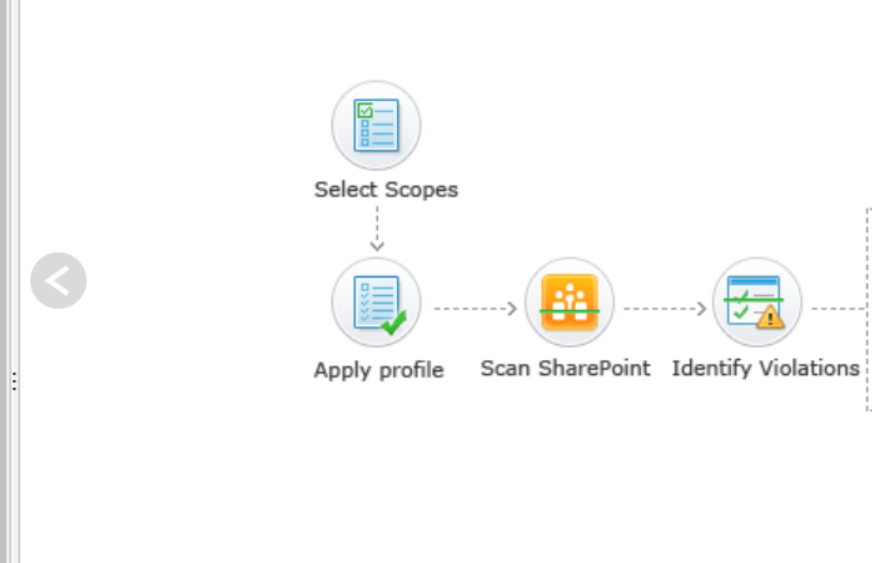 Select Scopes
Apply profile
Scan SharePoint
Identify Violations